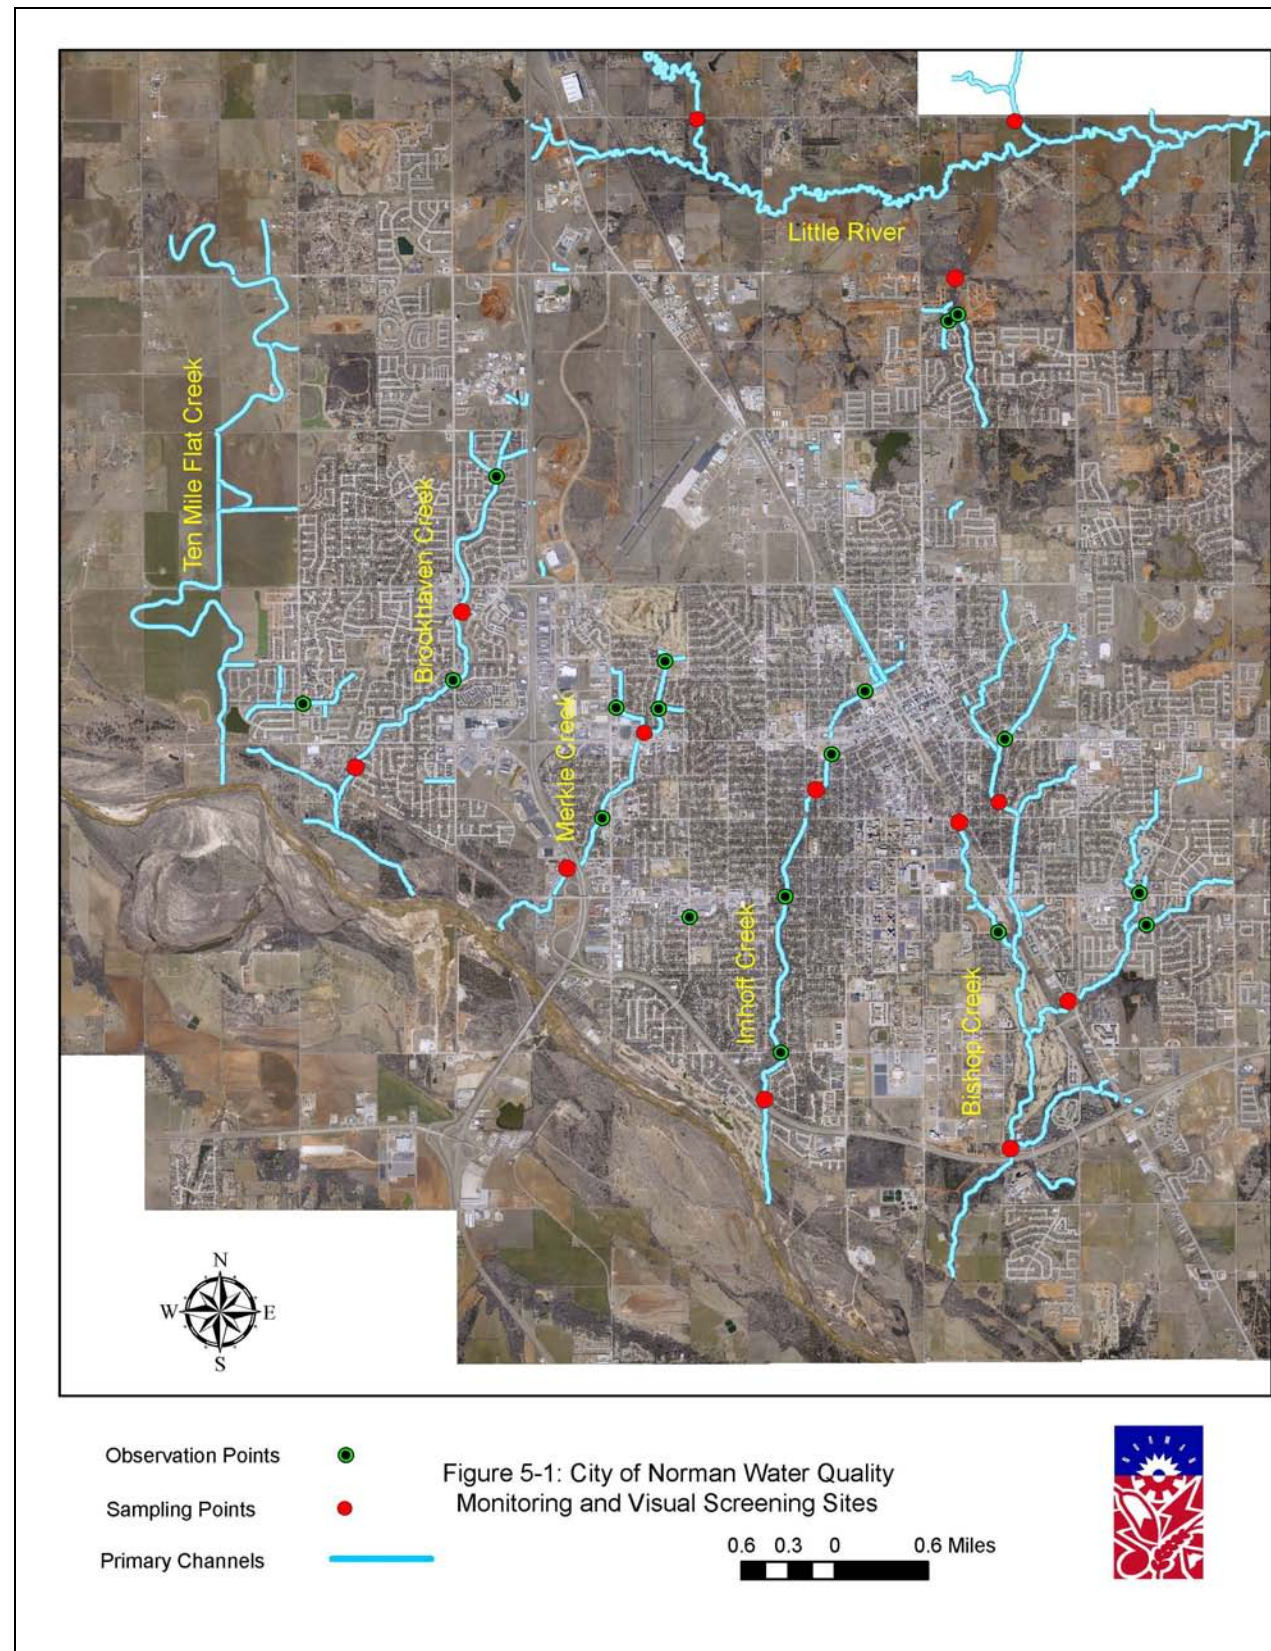 Little River
Ten Mile Flat Creek
Brookhaven Creek
Merkle Creek
Imhoff Creek
Bishop Creek
N
W
E
S
Observation Points
Sampling Points
Primary Channels
Figure 5-1: City of Norman Water Quality
Monitoring and Visual Screening Sites
0.6 0.3 0 0.6 Miles